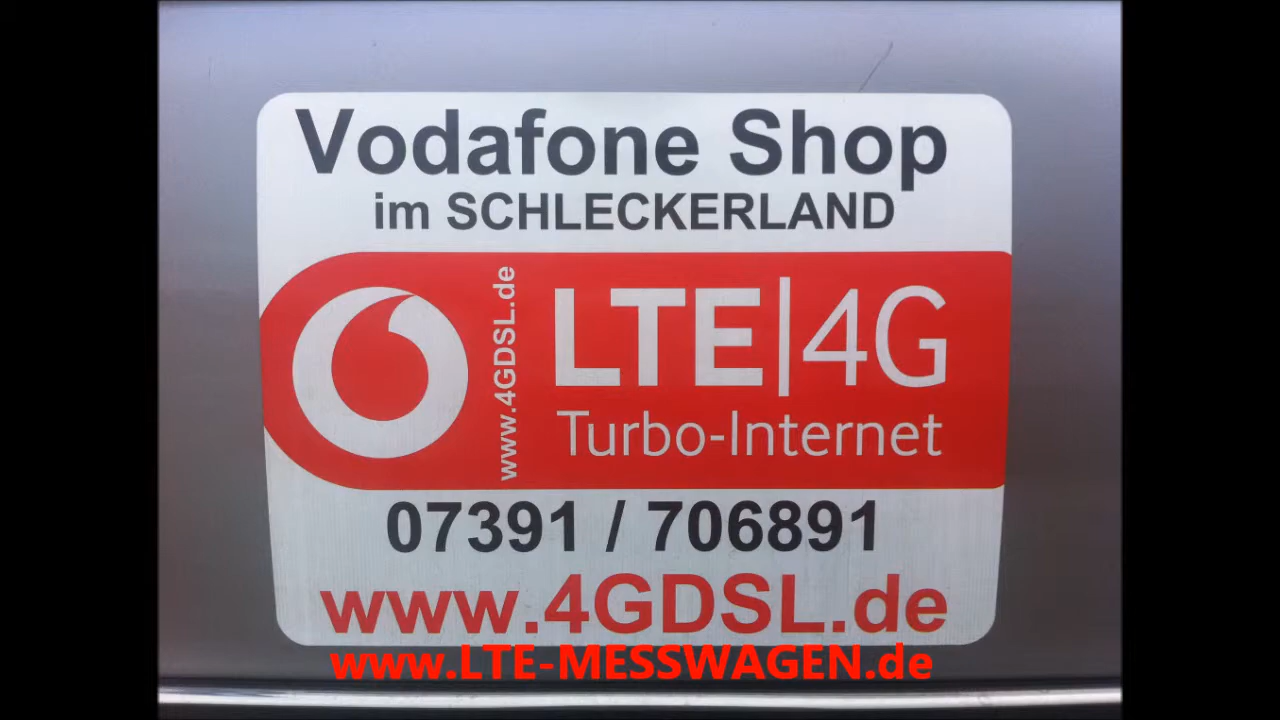 Vodafone Shop
im SCHLECKERLAND
www.4GDSL.de
LTE|4G
Turbo-Internet
07391 / 706891
www.4GDSL.de
www.LTE-MESSWAGEN.de